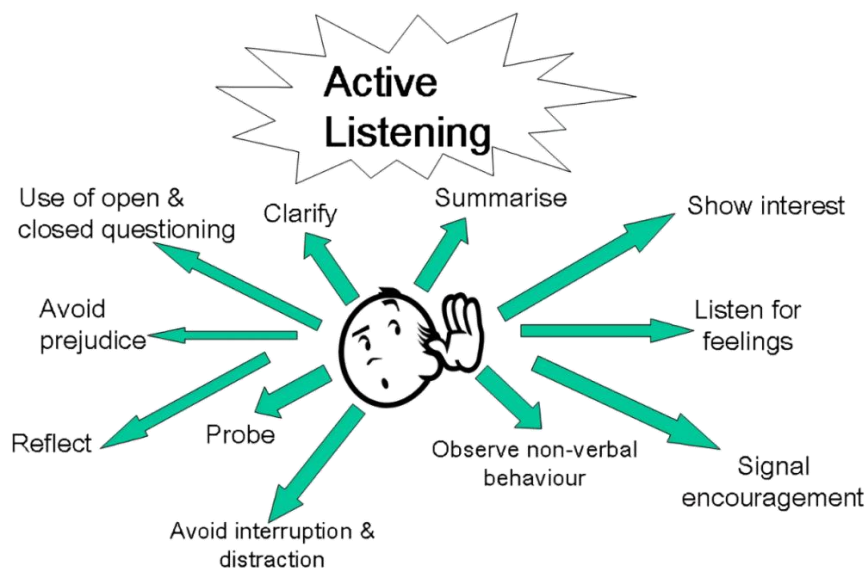 Active
Listening
Use of open &
closed questioning
Clarify
Summarise
Show interest
Avoid
prejudice
Listen for
feelings
Reflect
Probe
Observe non-verbal
behaviour
Signal
encouragement
Avoid interruption &
distraction